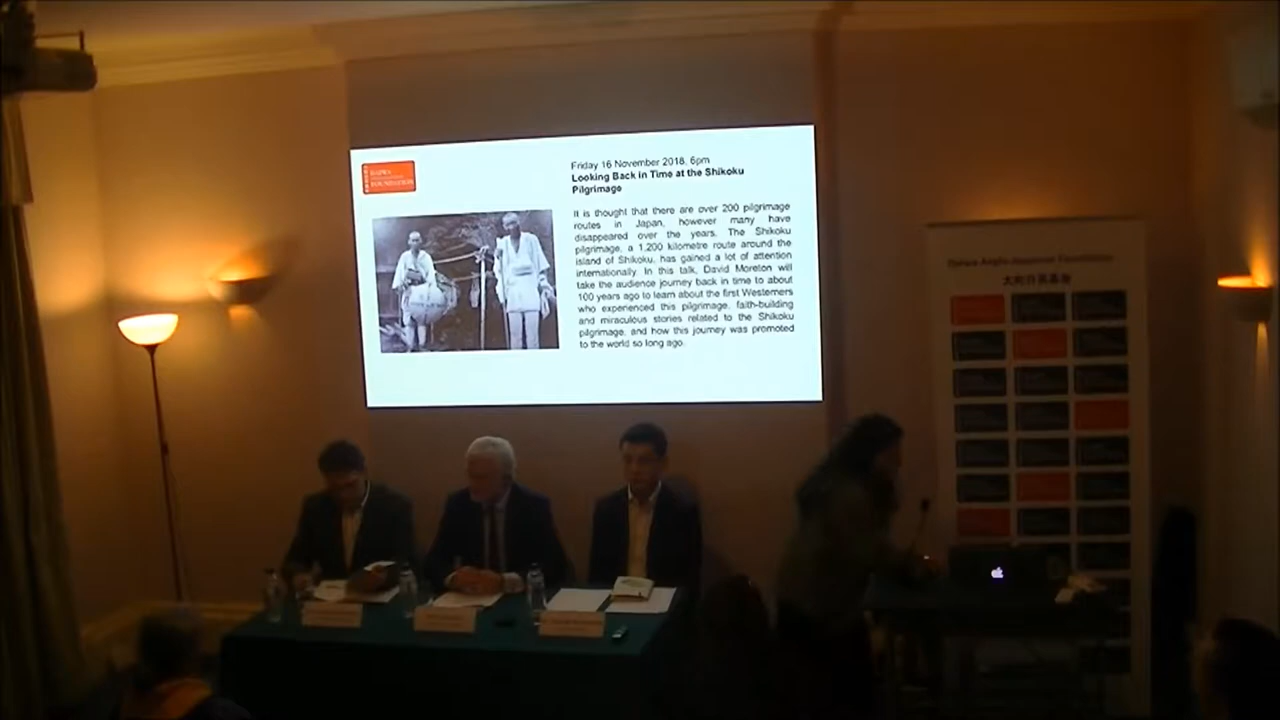 DAIWA
FOUNDATION
Friday 16 November 2018, 6pm
Looking Back in Time at the Shikoku
Pilgrimage
It is thought that there are over 200 pilgrimage
routes in Japan, however many have
disappeared over the years. The Shikoku
pilgrimage, a 1,200 kilometre route around the
island of Shikoku, has gained a lot of attention
internationally. In this talk, David Moreton will
take the audience journey back in time to about
100 years ago to learn about the first Westerners
who experienced this pilgrimage, faith-building
and miraculous stories related to the Shikoku
pilgrimage, and how this journey was promoted
to the world so long ago.
Daiwa Anglo-Japanese Foundation
大和日英基金